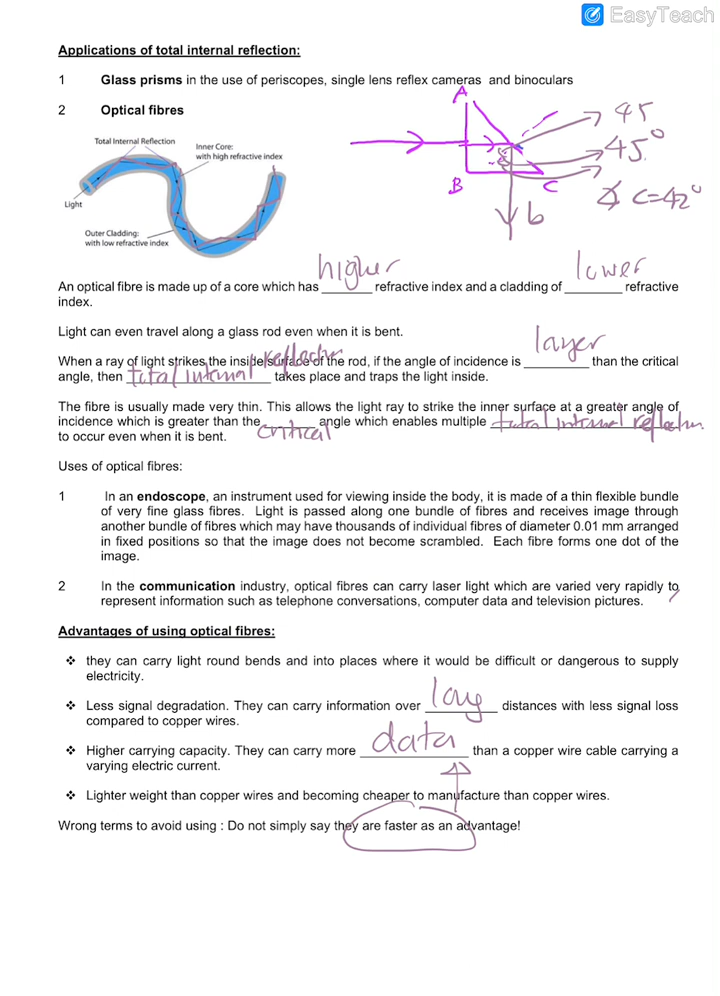 EasyTeach
Applications of total internal reflection:
1 Glass prisms in the use of periscopes, single lens reflex cameras and binoculars
2 Optical fibres
A
45
45°
B
C
∡ c=42°
b
Total Internal Reflection
Inner Core:
with high refractive index
Light
Outer Cladding:
with low refractive index
An optical fibre is made up of a core which has higher refractive index and a cladding of lower refractive
index.
Light can even travel along a glass rod even when it is bent.
When a ray of light strikes the inside surface of the rod, if the angle of incidence is layer than the critical
angle, then total internal reflection takes place and traps the light inside.
The fibre is usually made very thin. This allows the light ray to strike the inner surface at a greater angle of
incidence which is greater than the critical angle which enables multiple total internal reflection.
to occur even when it is bent.
Uses of optical fibres:
1 In an endoscope, an instrument used for viewing inside the body, it is made of a thin flexible bundle
of very fine glass fibres. Light is passed along one bundle of fibres and receives image through
another bundle of fibres which may have thousands of individual fibres of diameter 0.01 mm arranged
in fixed positions so that the image does not become scrambled. Each fibre forms one dot of the
image.
2 In the communication industry, optical fibres can carry laser light which are varied very rapidly to
represent information such as telephone conversations, computer data and television pictures.
Advantages of using optical fibres:
❖ they can carry light round bends and into places where it would be difficult or dangerous to supply
electricity.
❖ Less signal degradation. They can carry information over long distances with less signal loss
compared to copper wires.
❖ Higher carrying capacity. They can carry more data than a copper wire cable carrying a
varying electric current.
❖ Lighter weight than copper wires and becoming cheaper to manufacture than copper wires.
Wrong terms to avoid using : Do not simply say they are faster as an advantage!